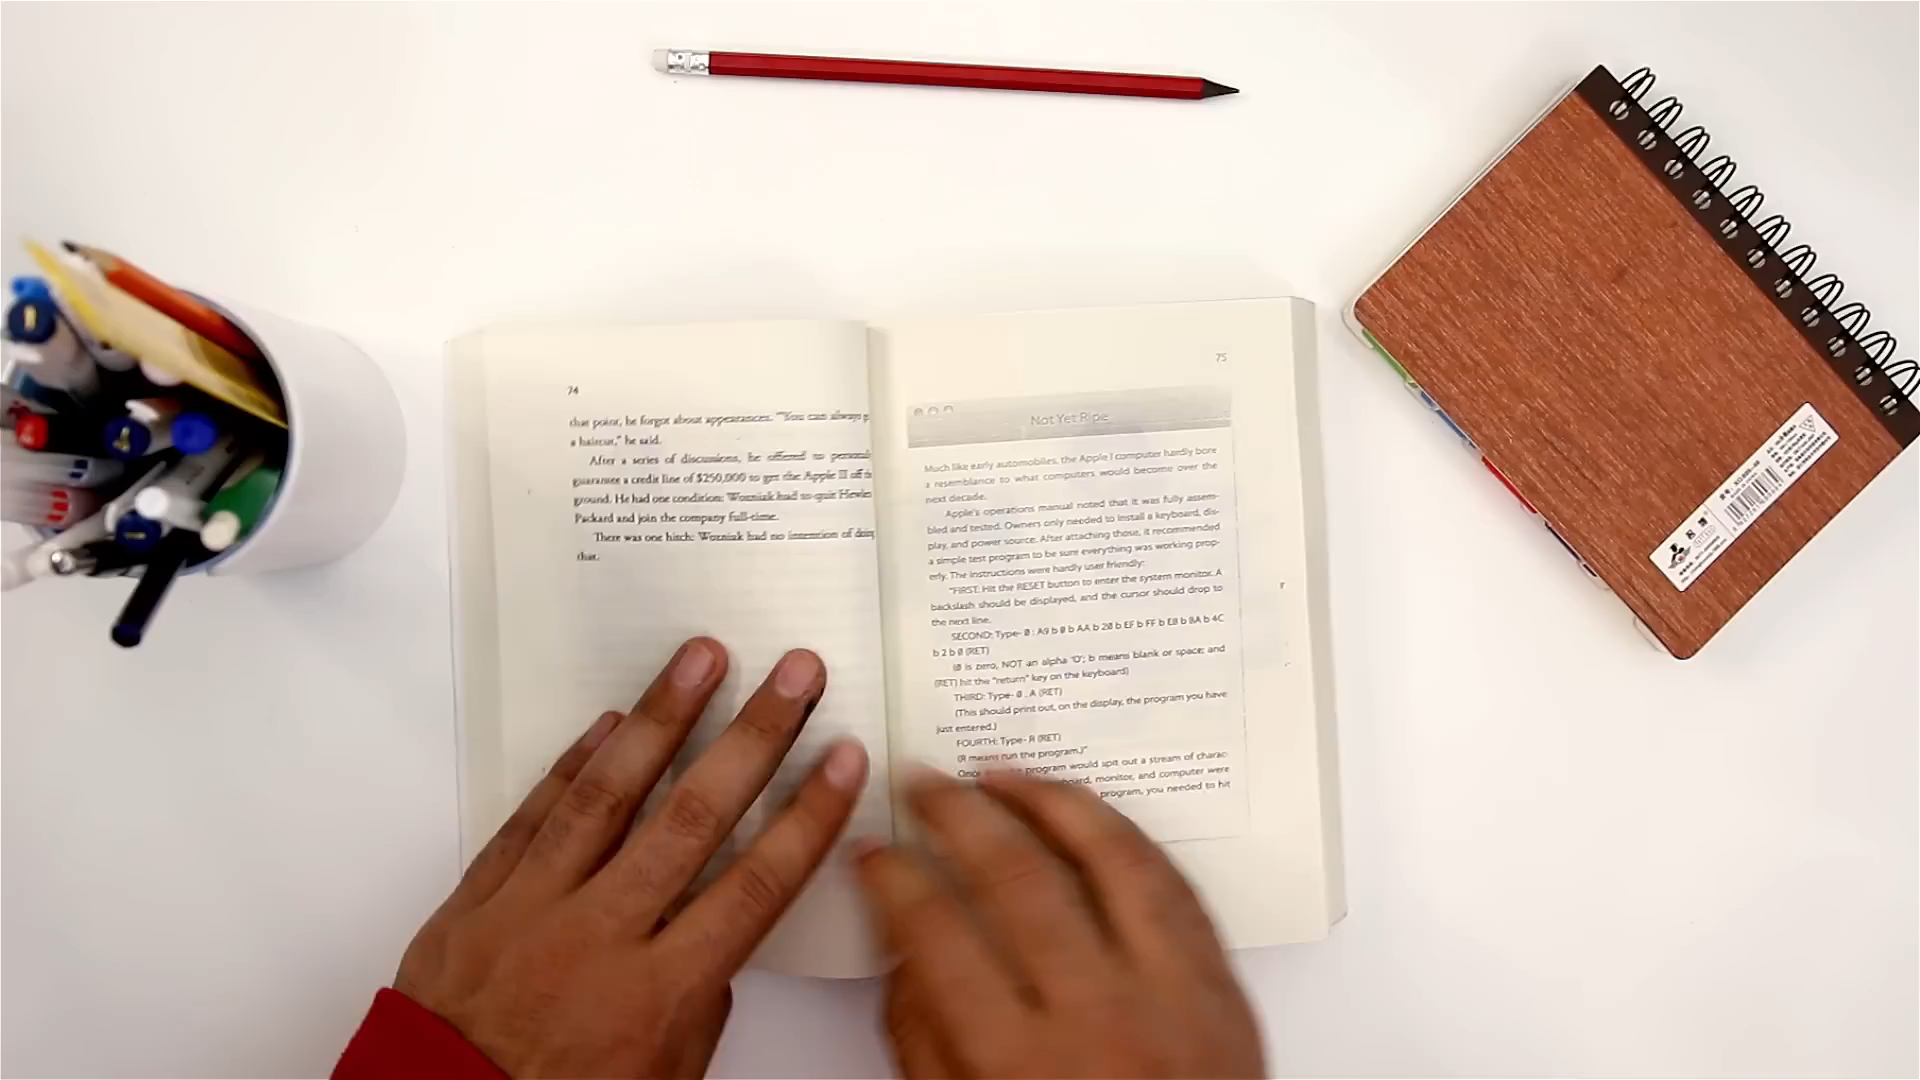 74
that point, he forgot about appearances. "You can always
a haircut," he said.
After a series of discussions, he offered to
guarantee a credit line of $250,000 to get the Apple II off
ground. He had one condition: Wozniak had to quit
Packard and join the company full-time.
There was one hitch: Wozniak had no intention of
that.
75
Not Yet Ripe
Much like early automobiles, the Apple I computer hardly bore
a resemblance to what computers would become over the
next decade.
Apple's operations manual noted that it was fully assem-
bled and tested. Owners only needed to install a keyboard, dis-
play, and power source. After attaching those, it recommended
a simple test program to be sure everything was working prop-
erly. The instructions were hardly user friendly:
"FIRST: Hit the RESET button to enter the system monitor. A
backslash should be displayed, and the cursor should drop to
the next line.
SECOND: Type- 0 : A9 b 0 b AA b 20 b EF b FF b E8 b 8A b 4C
b 2 b 0 (RET)
(0 is zero, NOT an alpha 'O'; b means blank or space; and
(RET) hit the "return" key on the keyboard)
THIRD: Type- 0 . A (RET)
(This should print out, on the display, the program you have
just entered.)
FOURTH: Type- R (RET)
(R means run the program.)"
program would spit out a stream of charac-
monitor, and computer were
program, you needed to hit